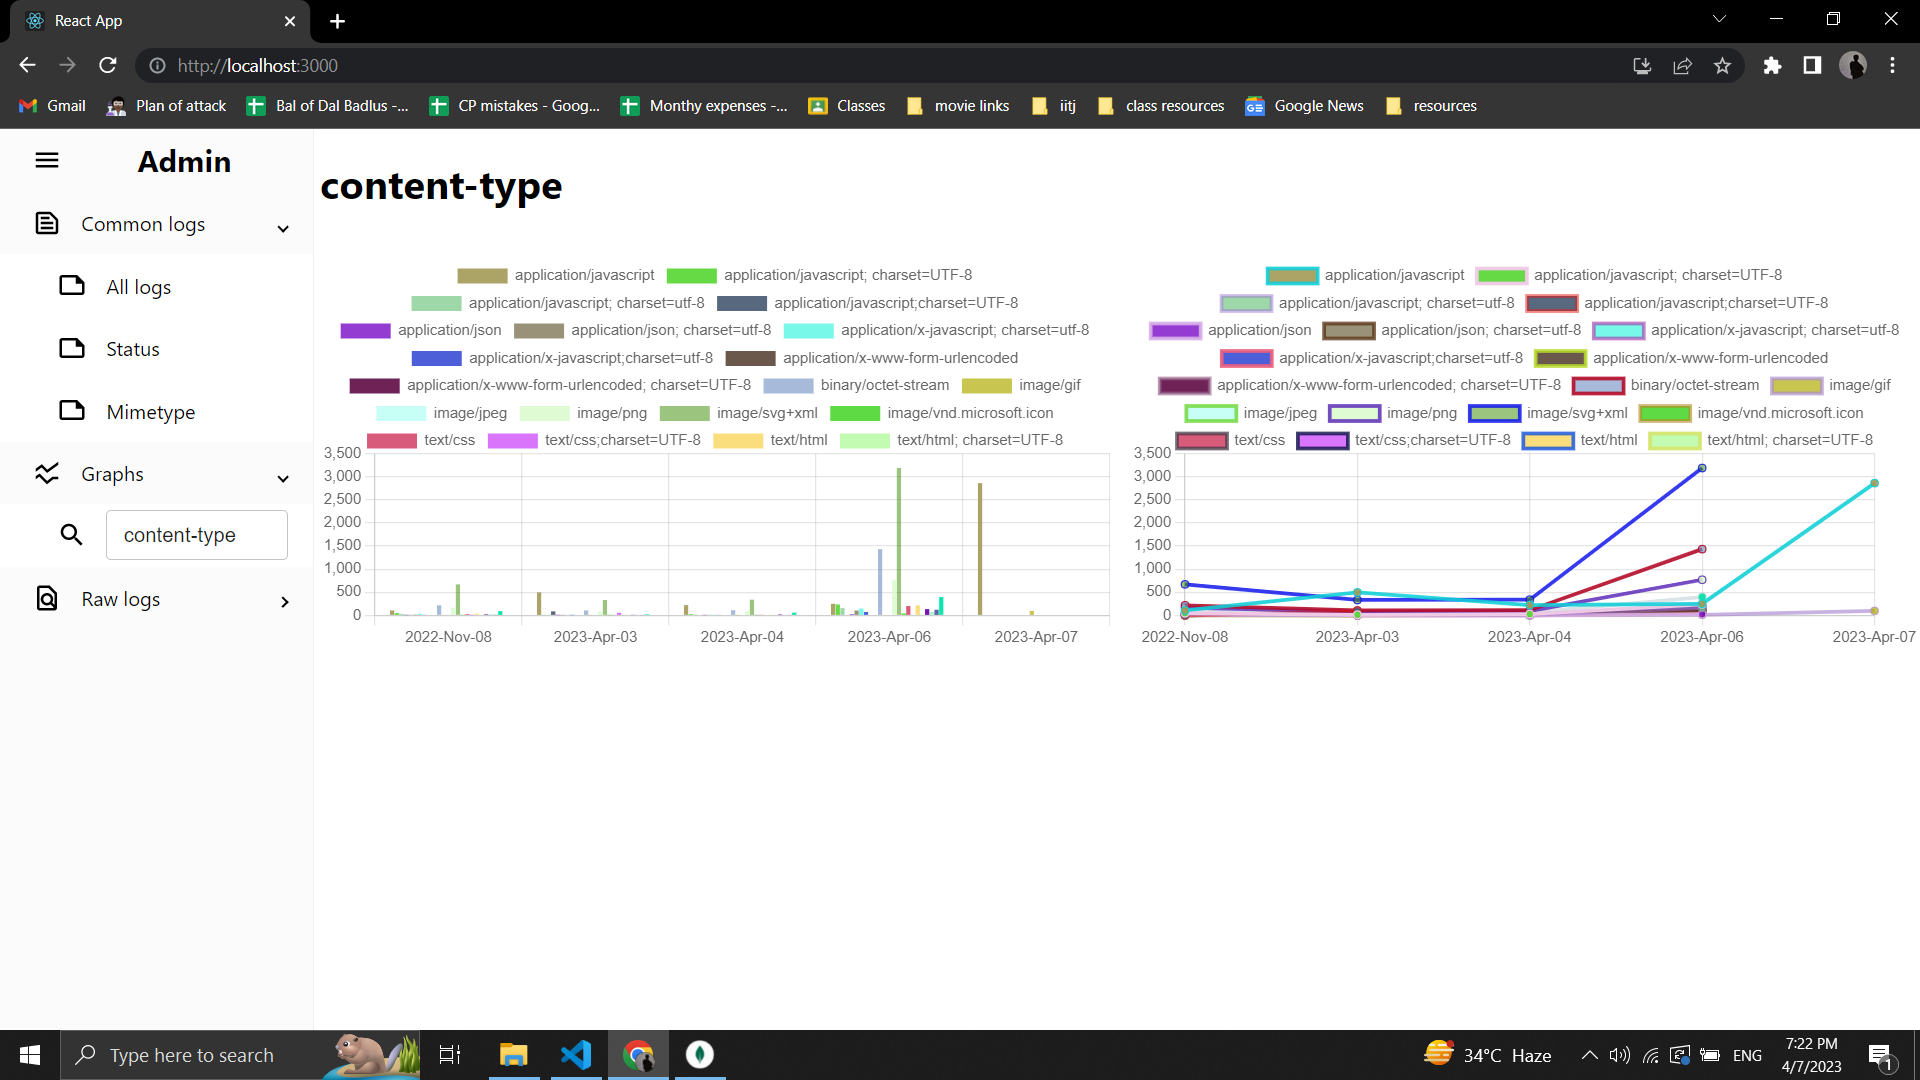 React App
http://localhost:3000
Gmail Plan of attack Bal of Dal Badlus -... CP mistakes - Goog... Monthy expenses -... Classes movie links iitj class resources Google News resources
Admin
Common logs
All logs
Status
Mimetype
Graphs
content-type
Raw logs
content-type
application/javascript application/javascript; charset=UTF-8
application/javascript; charset=utf-8 application/javascript;charset=UTF-8
application/json application/json; charset=utf-8 application/x-javascript; charset=utf-8
application/x-javascript;charset=utf-8 application/x-www-form-urlencoded
application/x-www-form-urlencoded; charset=UTF-8 binary/octet-stream image/gif
image/jpeg image/png image/svg+xml image/vnd.microsoft.icon
text/css text/css;charset=UTF-8 text/html text/html; charset=UTF-8
3,500
3,000
2,500
2,000
1,500
1,000
500
0
2022-Nov-08 2023-Apr-03 2023-Apr-04 2023-Apr-06 2023-Apr-07
application/javascript application/javascript; charset=UTF-8
application/javascript; charset=utf-8 application/javascript;charset=UTF-8
application/json application/json; charset=utf-8 application/x-javascript; charset=utf-8
application/x-javascript;charset=utf-8 application/x-www-form-urlencoded
application/x-www-form-urlencoded; charset=UTF-8 binary/octet-stream image/gif
image/jpeg image/png image/svg+xml image/vnd.microsoft.icon
text/css text/css;charset=UTF-8 text/html text/html; charset=UTF-8
3,500
3,000
2,500
2,000
1,500
1,000
500
0
2022-Nov-08 2023-Apr-03 2023-Apr-04 2023-Apr-06 2023-Apr-07
Type here to search
34°C Haze
ENG
7:22 PM
4/7/2023
1